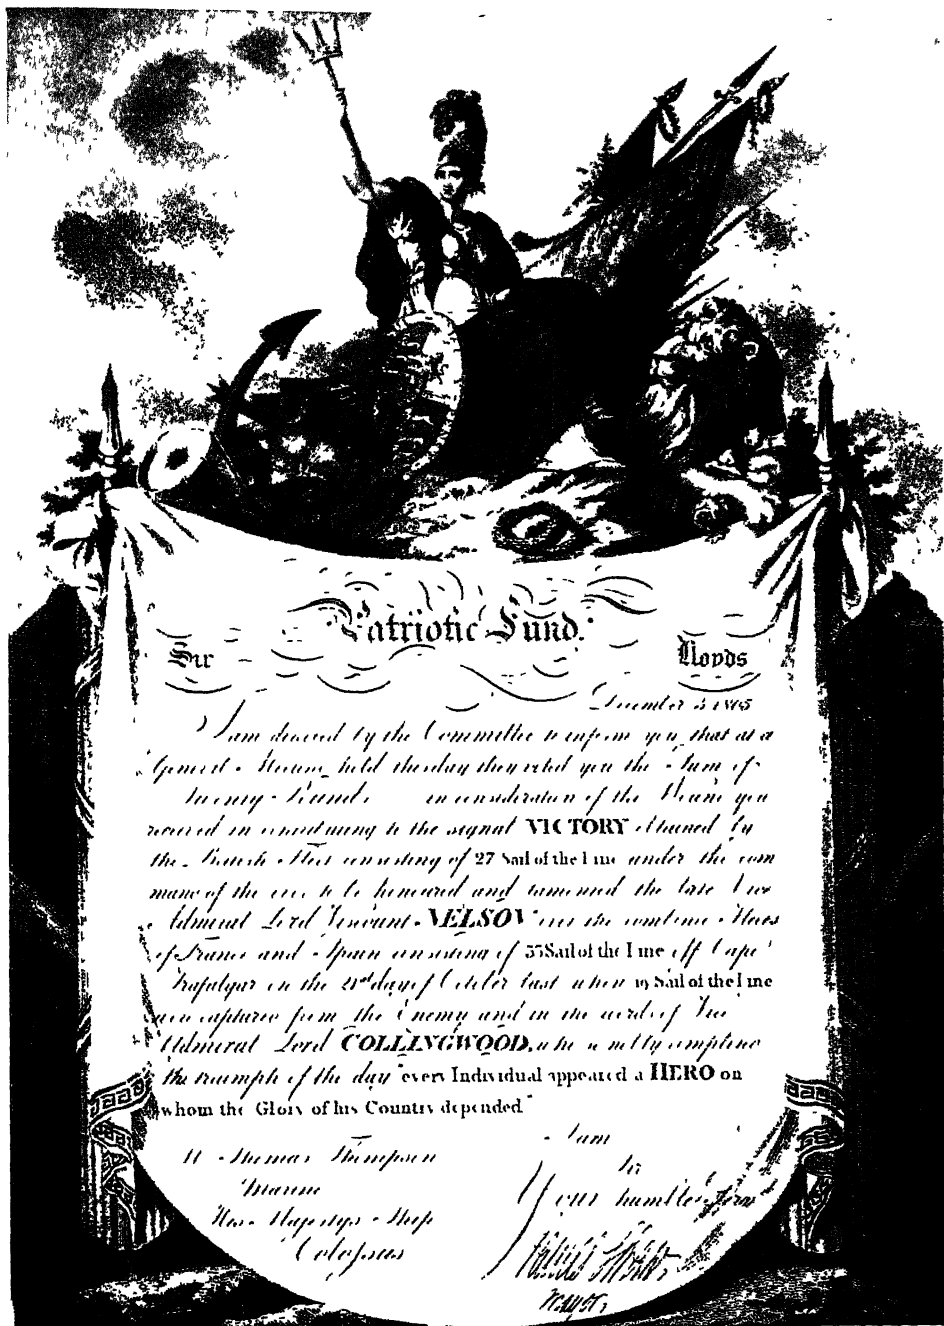 Patriotic Fund.
Sir Lloyds
December 3 1805
I am directed by the Committee to inform you, that at a
General Meeting held this day they voted you the Sum of
Twenty Pounds in consideration of the Wound you
received in contributing to the signal VICTORY obtained by
the British Fleet consisting of 27 Sail of the Line under the com
mand of the ever to be honoured and lamented the late Vice
Admiral Lord Viscount NELSON over the combined Fleets
of France and Spain consisting of 33 Sail of the Line off Cape
Trafalgar on the 21st day of October last when 19 Sail of the Line
were captured from the Enemy and in the words of Vice
Admiral Lord COLLINGWOOD, who so nobly completed
the triumph of the day "every Individual appeared a HERO on
whom the Glory of his Country depended"
I am
Thomas Thompson Sir
Marine Your humble Serv
His Majestys Ship
Colossus